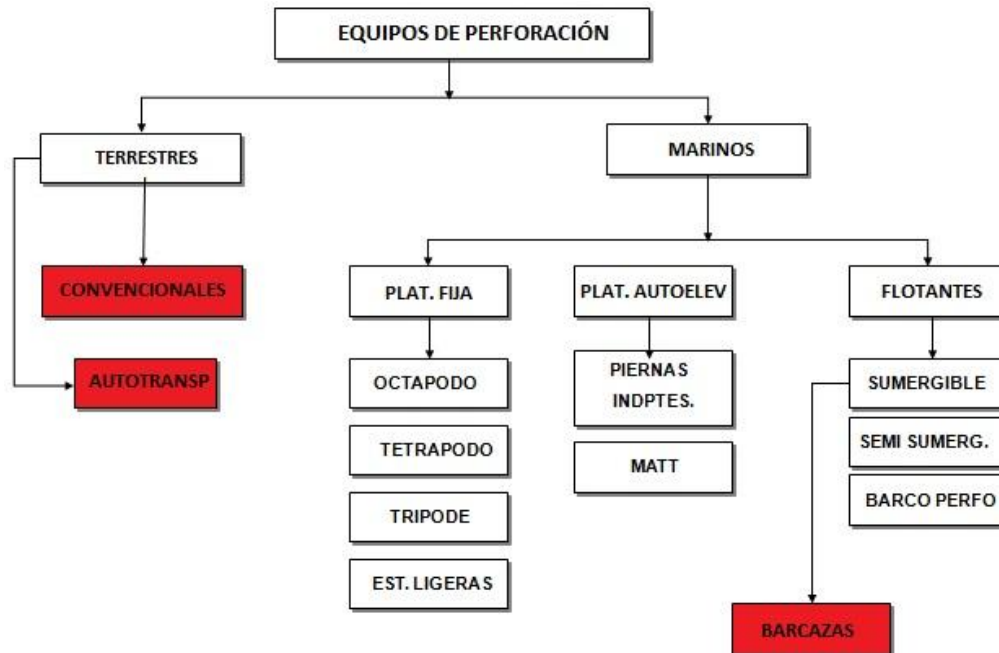 EQUIPOS DE PERFORACIÓN
TERRESTRES
MARINOS
CONVENCIONALES
AUTOTRANSP
PLAT. FIJA
PLAT. AUTOELEV
FLOTANTES
OCTAPODO
TETRAPODO
TRIPODE
EST. LIGERAS
PIERNAS
INDPTES.
MATT
SUMERGIBLE
SEMI SUMERG.
BARCO PERFO
BARCAZAS